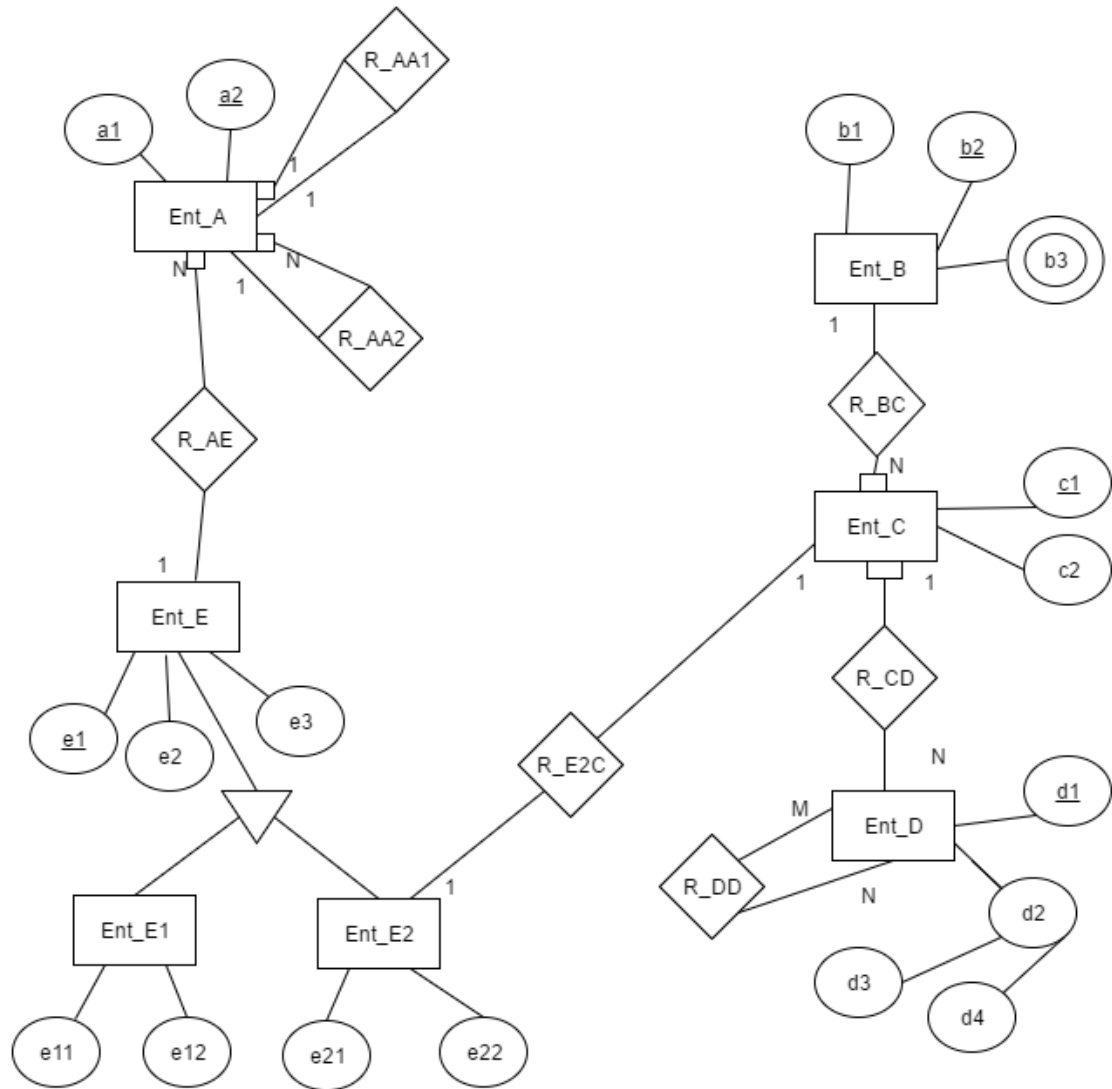 R_AA1
a2
a1
b1
b2
1
1
Ent_A
Ent_B
b3
N
1
N
1
R_AA2
R_BC
R_AE
N
c1
Ent_C
c2
1
1
1
Ent_E
R_CD
e3
e1
e2
R_E2C
N
d1
M
Ent_D
R_DD
1
N
d2
Ent_E1
Ent_E2
d3
d4
e11
e12
e21
e22